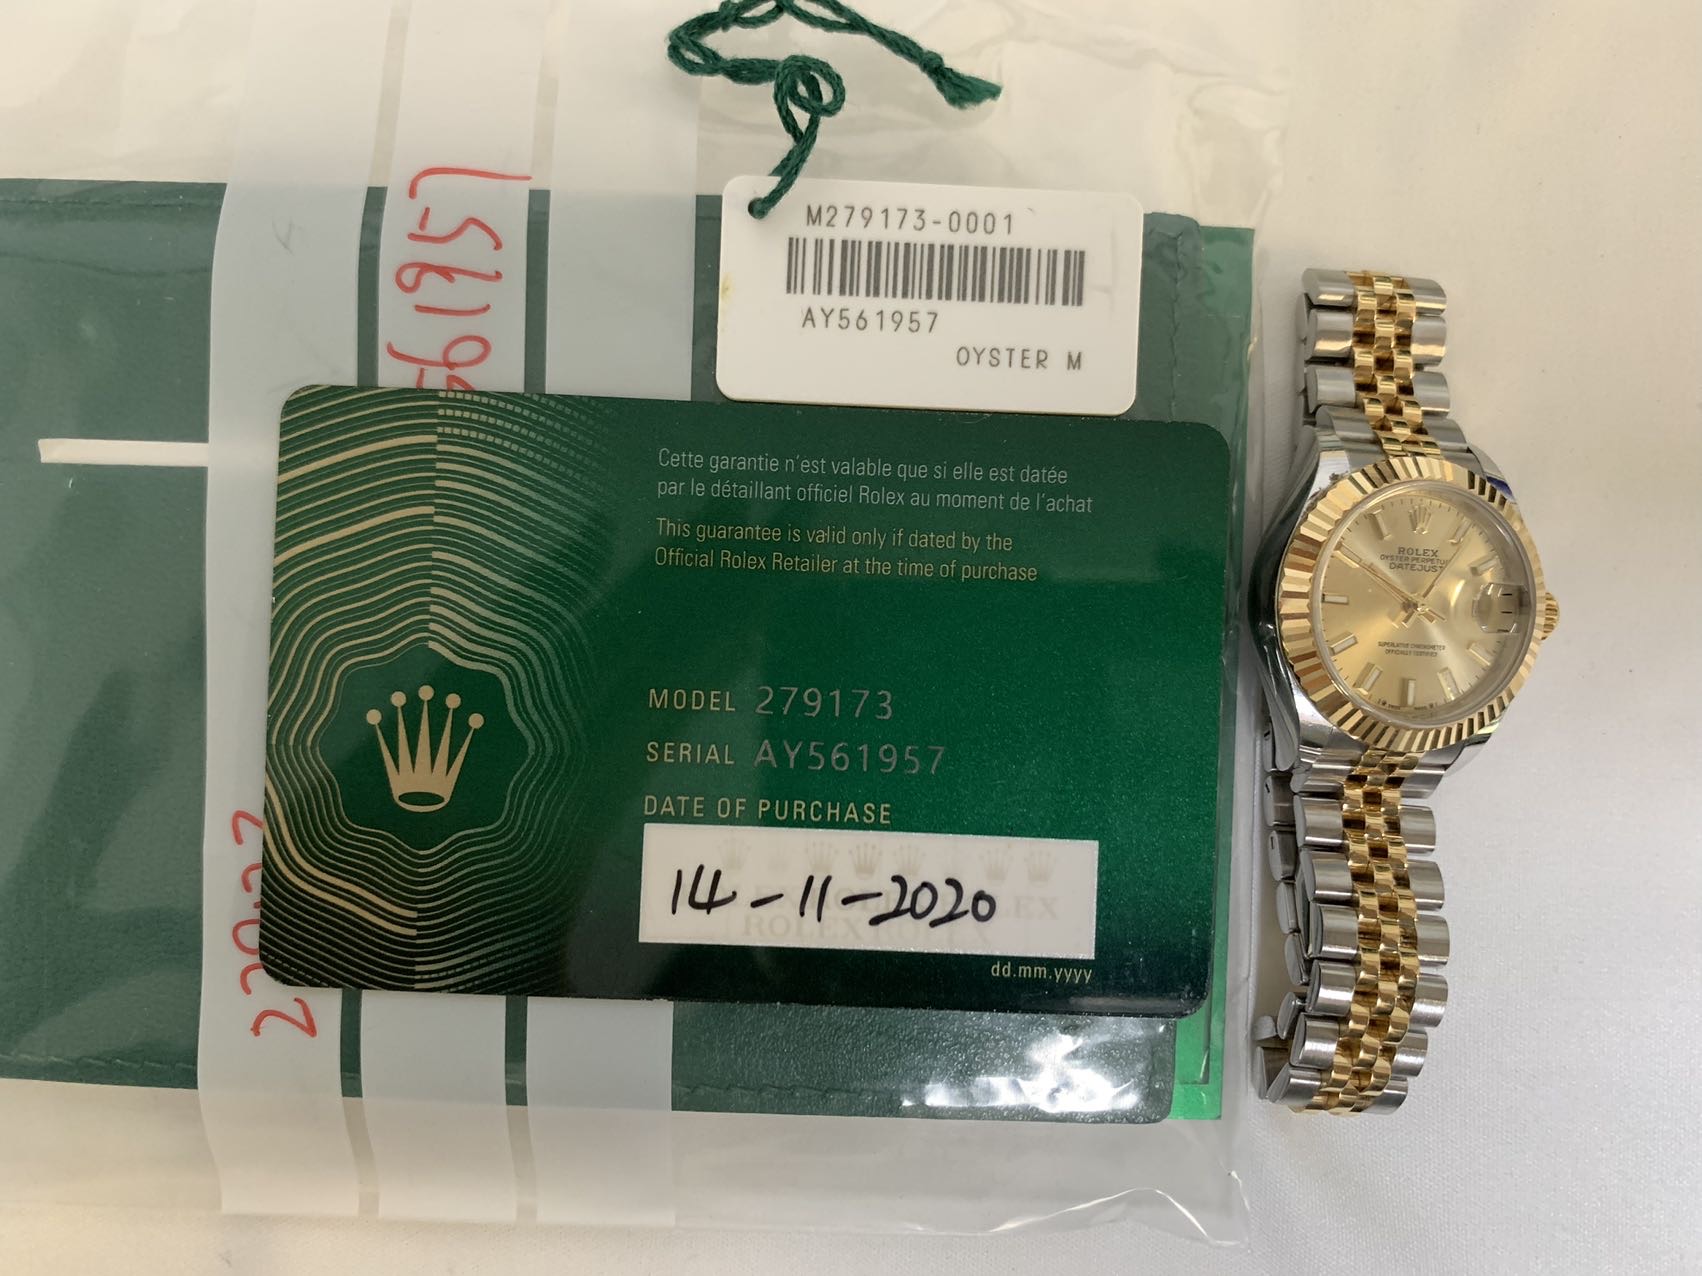 M279173-0001
AY561957
OYSTER M
561957
Cette garantie n'est valable que si elle est datée
par le détaillant officiel Rolex au moment de l'achat
This guarantee is valid only if dated by the
Official Rolex Retailer at the time of purchase
MODEL 279173
SERIAL AY561957
DATE OF PURCHASE
14-11-2020
dd.mm.yyyy
ROLEX
OYSTER PERPETUAL
DATEJUST
SUPERLATIVE CHRONOMETER
OFFICIALLY CERTIFIED